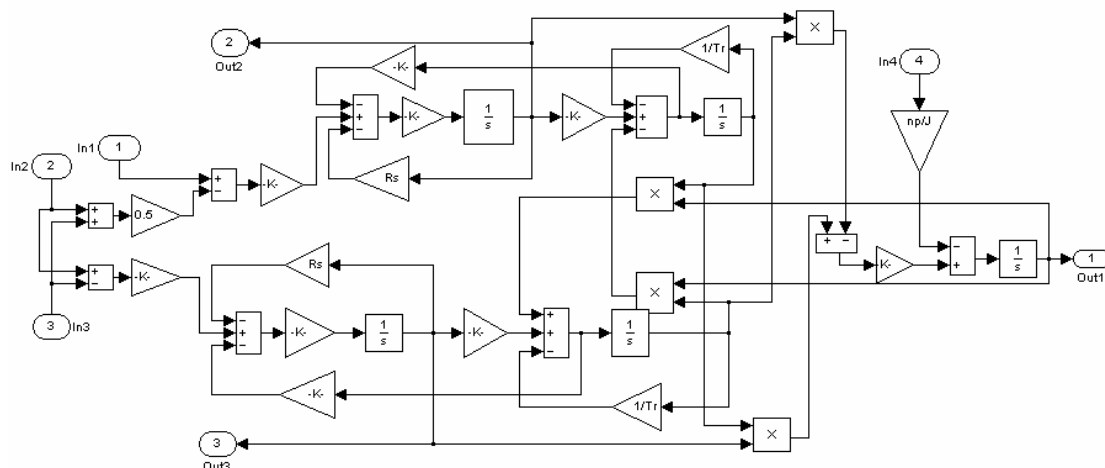 2
Out2
-K-
1/Tr
×
In4
4
−
+
−
-K-
1
s
-K-
−
+
−
1
s
np/J
In1
1
In2
2
+
−
-K-
Rs
×
+
+
0.5
+
−
−
+
1
s
1
Out1
K-
+
−
-K-
Rs
×
3
In3
−
+
−
-K-
1
s
-K-
+
+
−
1
s
-K-
1/Tr
×
3
Out3